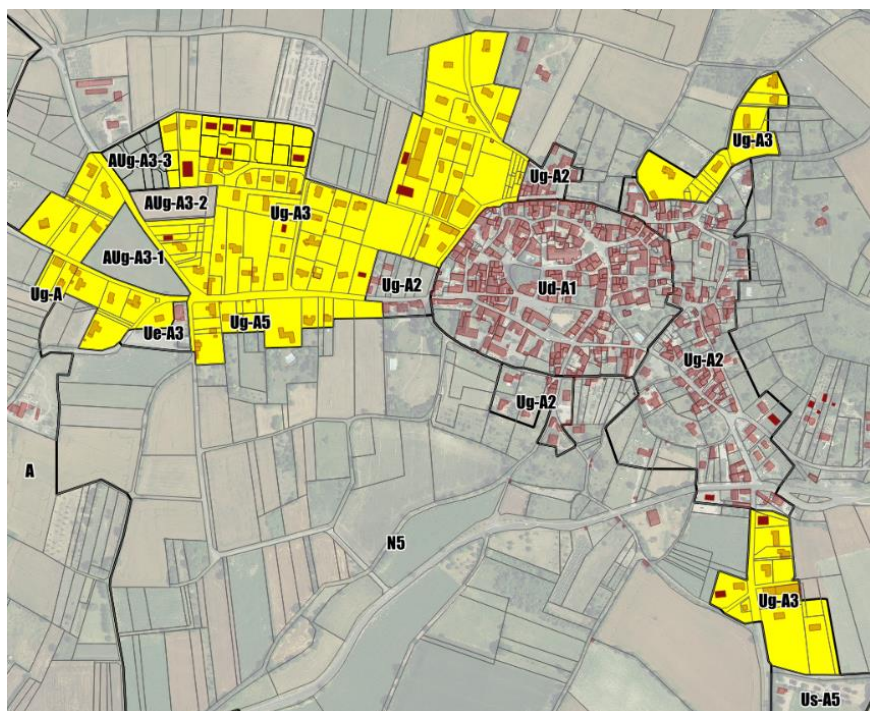 Ug-A3
AUg-A3-3
Ug-A2
AUg-A3-2
Ug-A3
AUg-A3-1
Ug-A2
Ud-A1
Ug-A
Ug-A5
Ue-A3
Ug-A2
Ug-A2
A
N5
Ug-A3
Us-A5